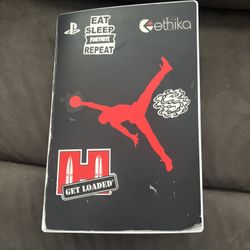 EAT
SLEEP
FORTNITE
REPEAT
ethika
GET LOADED